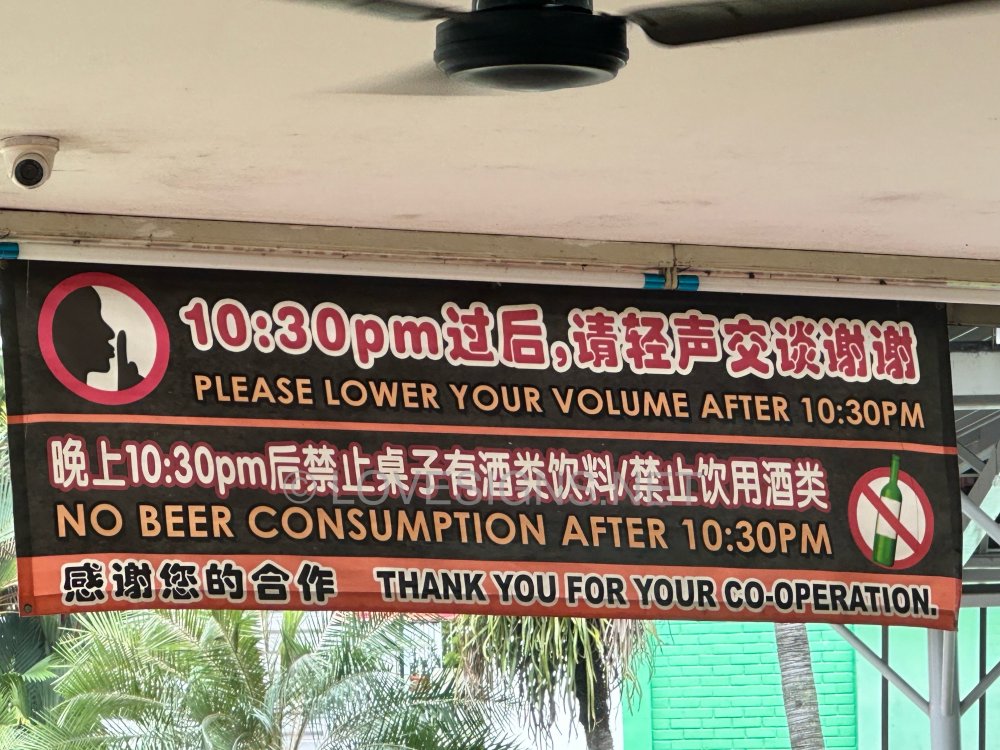 10:30pm过后,请轻声交谈谢谢
PLEASE LOWER YOUR VOLUME AFTER 10:30PM
晚上10:30pm后禁止桌子有酒类饮料/禁止饮用酒类
© LOVESIGNS.NET
NO BEER CONSUMPTION AFTER 10:30PM
感谢您的合作 THANK YOU FOR YOUR CO-OPERATION.